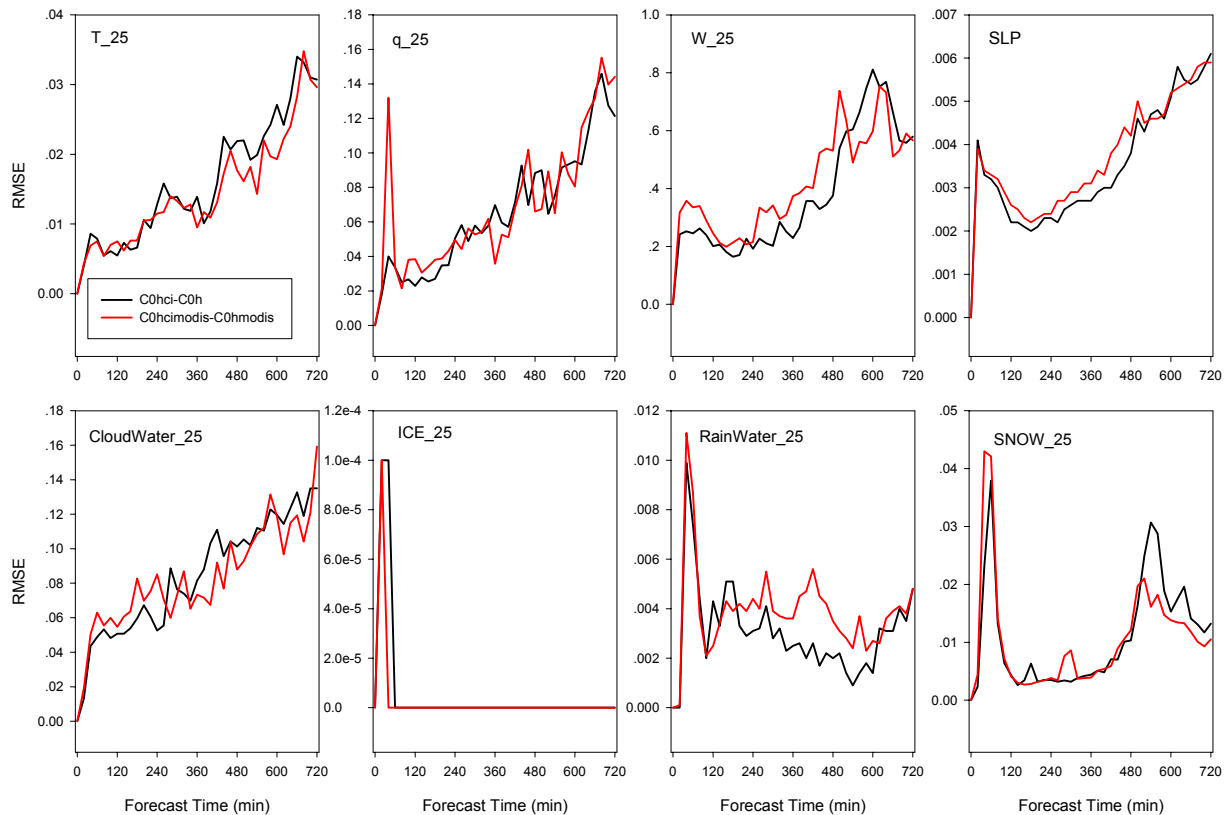 T_25
.04
.03
.02
.01
0.00
RMSE
C0hci-C0h
C0hcimodis-C0hmodis
0 120 240 360 480 600 720
q_25
.18
.16
.14
.12
.10
.08
.06
.04
.02
0.00
0 120 240 360 480 600 720
W_25
1.0
.8
.6
.4
.2
0.0
0 120 240 360 480 600 720
SLP
.007
.006
.005
.004
.003
.002
.001
0.000
0 120 240 360 480 600 720
CloudWater_25
.18
.16
.14
.12
.10
.08
.06
.04
.02
0.00
RMSE
0 120 240 360 480 600 720
Forecast Time (min)
ICE_25
1.2e-4
1.0e-4
8.0e-5
6.0e-5
4.0e-5
2.0e-5
0.0
0 120 240 360 480 600 720
Forecast Time (min)
RainWater_25
.012
.010
.008
.006
.004
.002
0.000
0 120 240 360 480 600 720
Forecast Time (min)
SNOW_25
.05
.04
.03
.02
.01
0.00
0 120 240 360 480 600 720
Forecast Time (min)